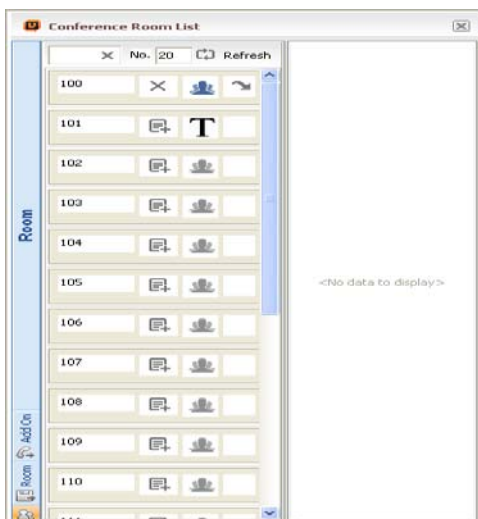 Conference Room List
No. 20 Refresh
100
101 T
102
103
104
105
106
107
108
109
110
Room
Add On
Room
<No data to display>